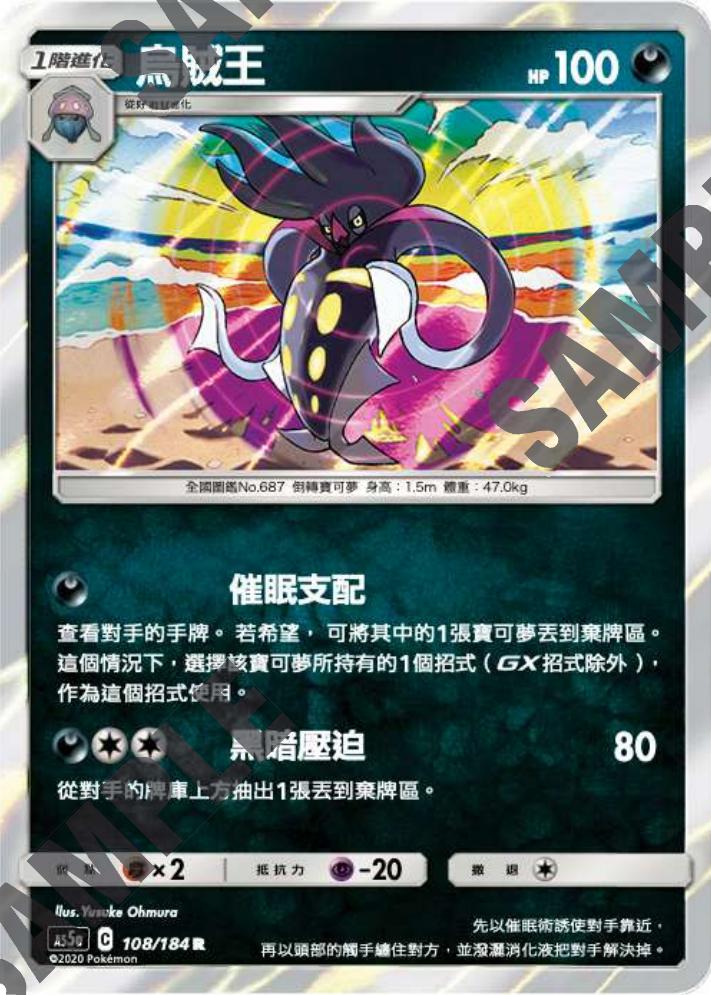 1階進化
烏賊王
HP 100
從好啦魷進化
全國圖鑑No.687 倒轉寶可夢 身高：1.5m 體重：47.0kg
催眠支配
查看對手的手牌。若希望，可將其中的1張寶可夢丟到棄牌區。
這個情況下，選擇該寶可夢所持有的1個招式（GX招式除外），
作為這個招式使用。
黑暗壓迫 80
從對手的牌庫上方抽出1張丟到棄牌區。
弱點 ×2 抵抗力 -20 撤退
Illus. Yusuke Ohmura
C 108/184 R
©2020 Pokémon
先以催眠術誘使對手靠近，
再以頭部的觸手纏住對方，並潑灑消化液把對手解決掉。
SAMPLE
SAMPLE